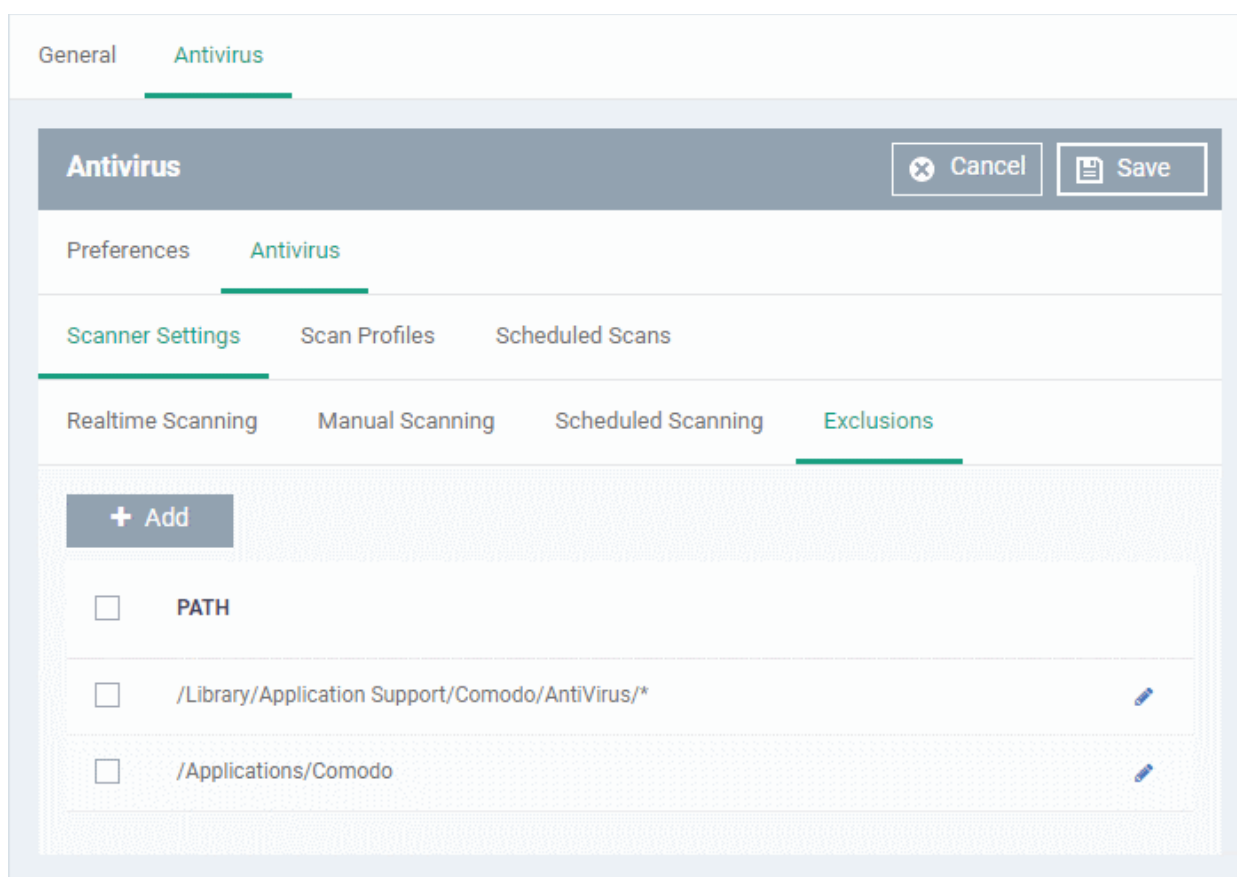 General Antivirus
Antivirus Cancel Save
Preferences Antivirus
Scanner Settings Scan Profiles Scheduled Scans
Realtime Scanning Manual Scanning Scheduled Scanning Exclusions
+ Add
PATH
/Library/Application Support/Comodo/AntiVirus/*
/Applications/Comodo